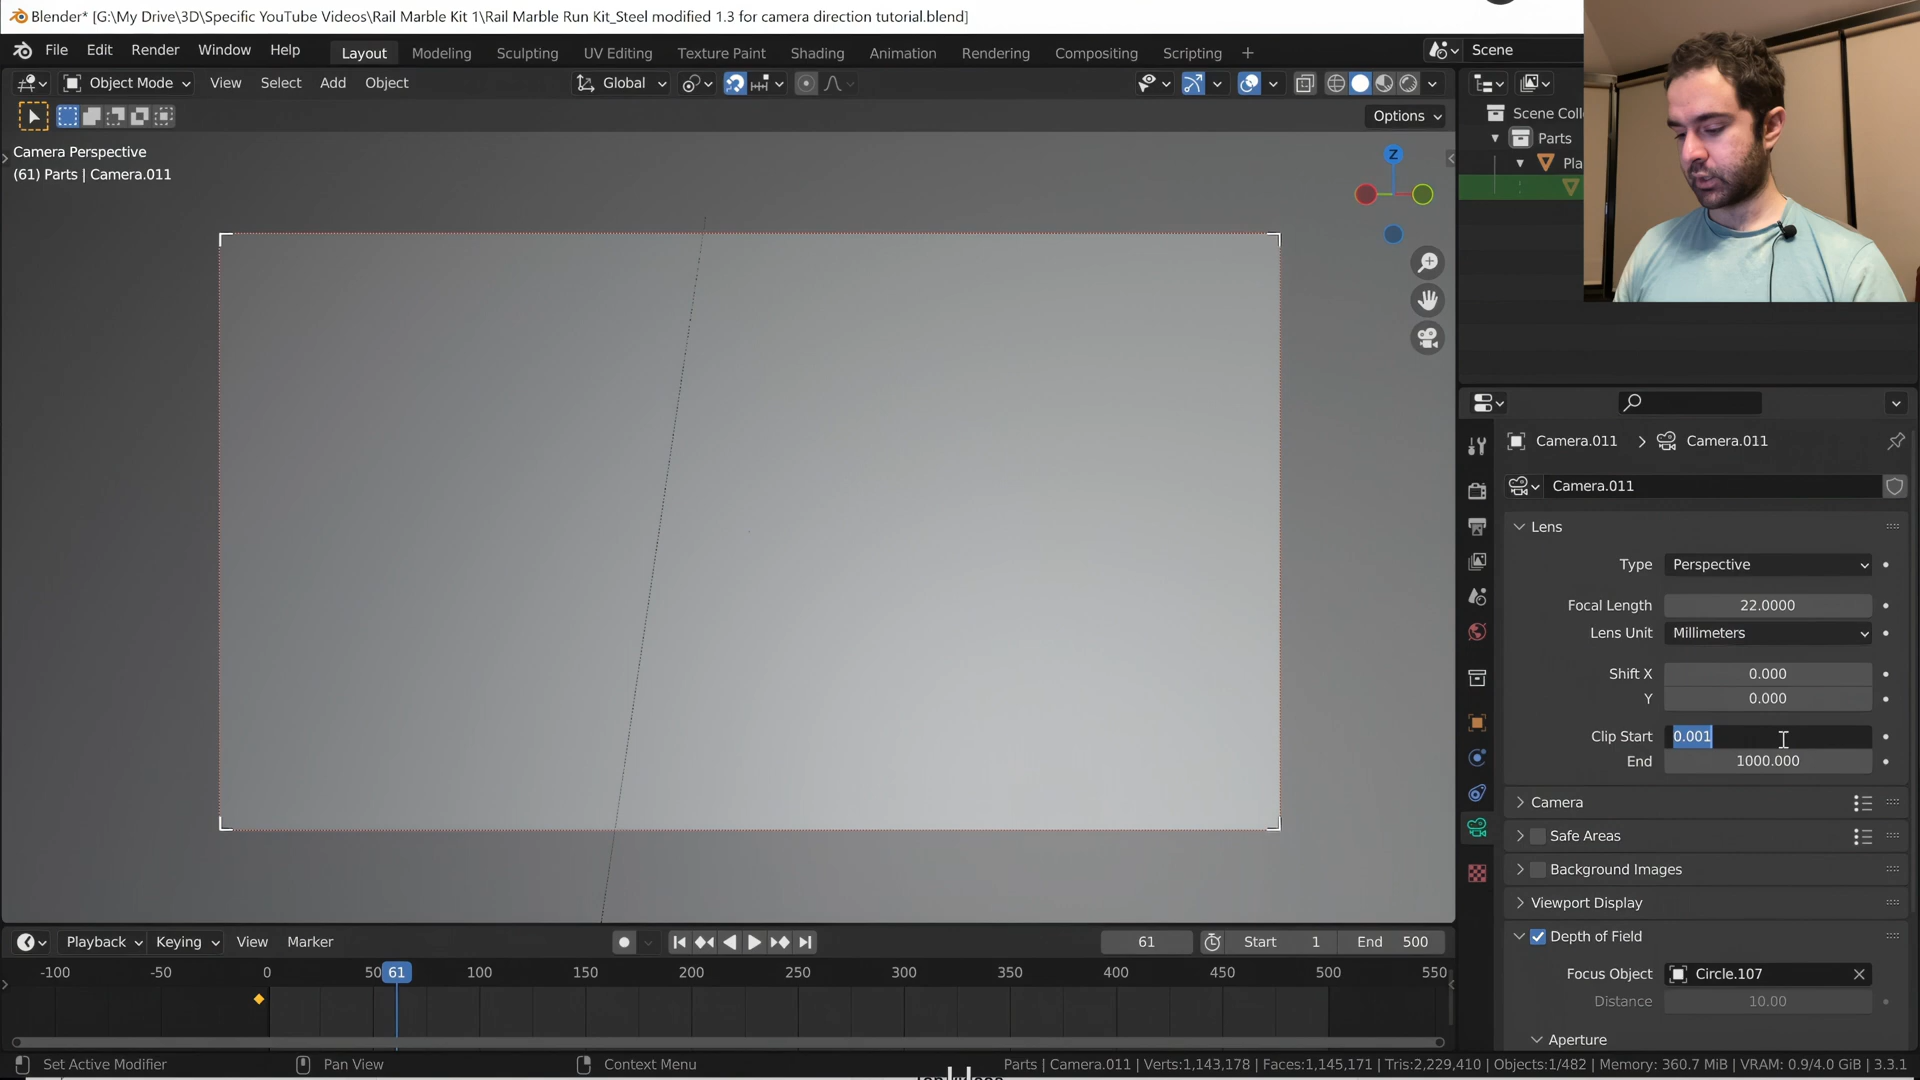 Blender* [G:\My Drive\3D\Specific YouTube Videos\Rail Marble Kit 1\Rail Marble Run Kit_Steel modified 1.3 for camera direction tutorial.blend]
File Edit Render Window Help
Layout Modeling Sculpting UV Editing Texture Paint Shading Animation Rendering Compositing Scripting +
Scene
Object Mode View Select Add Object
Global
Options
Camera Perspective
(61) Parts | Camera.011
Z
Scene Coll
Parts
Pla
Camera.011 > Camera.011
Camera.011
Lens
Type Perspective
Focal Length 22.0000
Lens Unit Millimeters
Shift X 0.000
Y 0.000
Clip Start 0.001
End 1000.000
Camera
Safe Areas
Background Images
Viewport Display
Depth of Field
Focus Object Circle.107
Distance 10.00
Aperture
Playback Keying View Marker
61 Start 1 End 500
-100 -50 0 50 61 100 150 200 250 300 350 400 450 500 550
Set Active Modifier Pan View Context Menu
Parts | Camera.011 | Verts:1,143,178 | Faces:1,145,171 | Tris:2,229,410 | Objects:1/482 | Memory: 360.7 MiB | VRAM: 0.9/4.0 GiB | 3.3.1